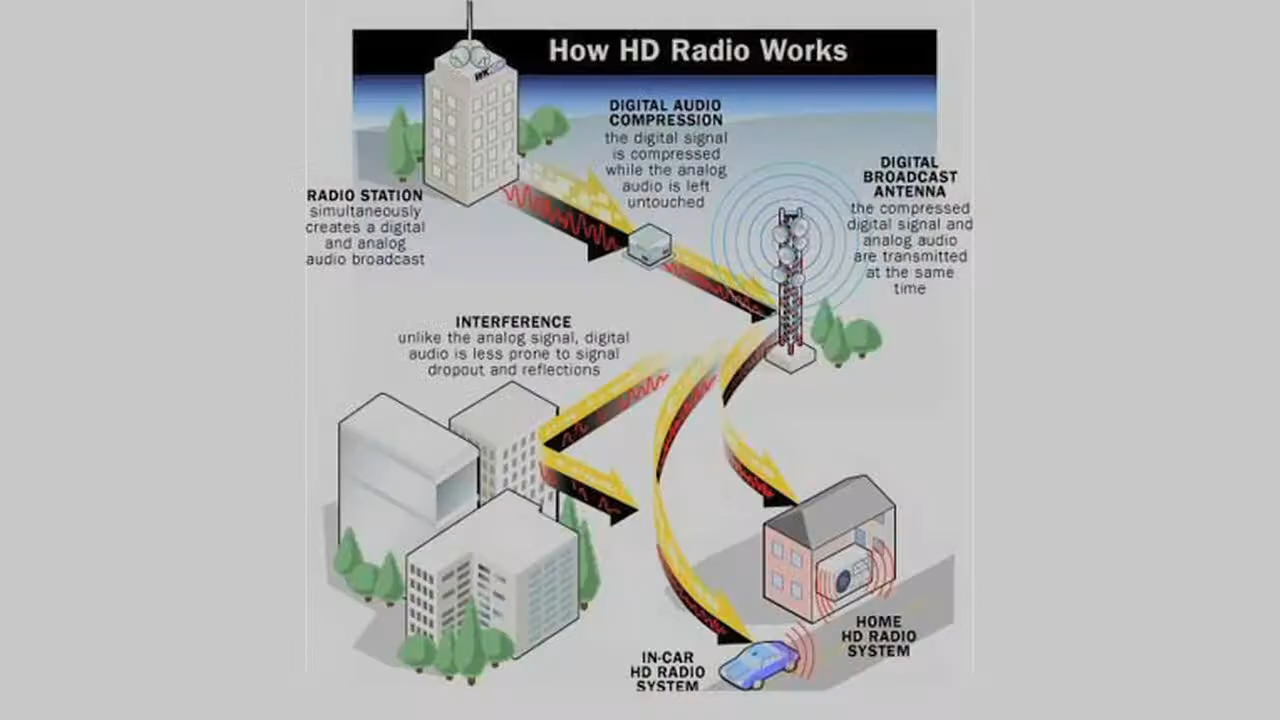 How HD Radio Works
DIGITAL AUDIO
COMPRESSION
the digital signal
is compressed
while the analog
audio is left
untouched
DIGITAL
BROADCAST
ANTENNA
the compressed
digital signal and
analog audio
are transmitted
at the same
time
RADIO STATION
simultaneously
creates a digital
and analog
audio broadcast
INTERFERENCE
unlike the analog signal, digital
audio is less prone to signal
dropout and reflections
HOME
HD RADIO
SYSTEM
IN-CAR
HD RADIO
SYSTEM